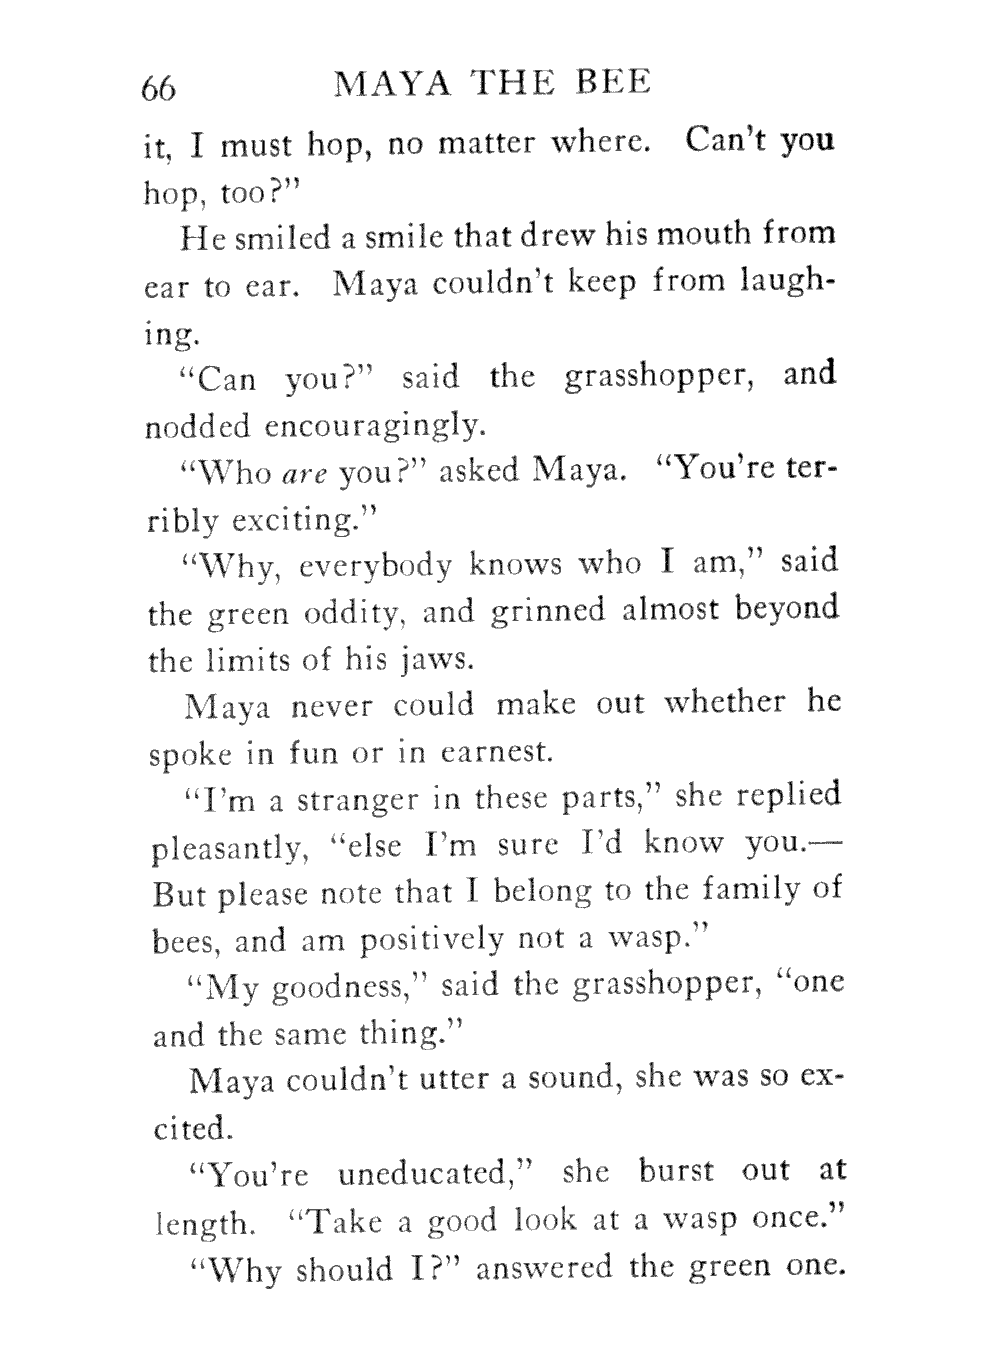 66 MAYA THE BEE
it, I must hop, no matter where. Can't you
hop, too?”
He smiled a smile that drew his mouth from
ear to ear. Maya couldn't keep from laugh-
ing.
“Can you?” said the grasshopper, and
nodded encouragingly.
“Who are you?” asked Maya. “You're ter-
ribly exciting.”
“Why, everybody knows who I am,” said
the green oddity, and grinned almost beyond
the limits of his jaws.
Maya never could make out whether he
spoke in fun or in earnest.
“I'm a stranger in these parts,” she replied
pleasantly, “else I'm sure I'd know you.—
But please note that I belong to the family of
bees, and am positively not a wasp.”
“My goodness,” said the grasshopper, “one
and the same thing.”
Maya couldn't utter a sound, she was so ex-
cited.
“You're uneducated,” she burst out at
length. “Take a good look at a wasp once.”
“Why should I?” answered the green one.